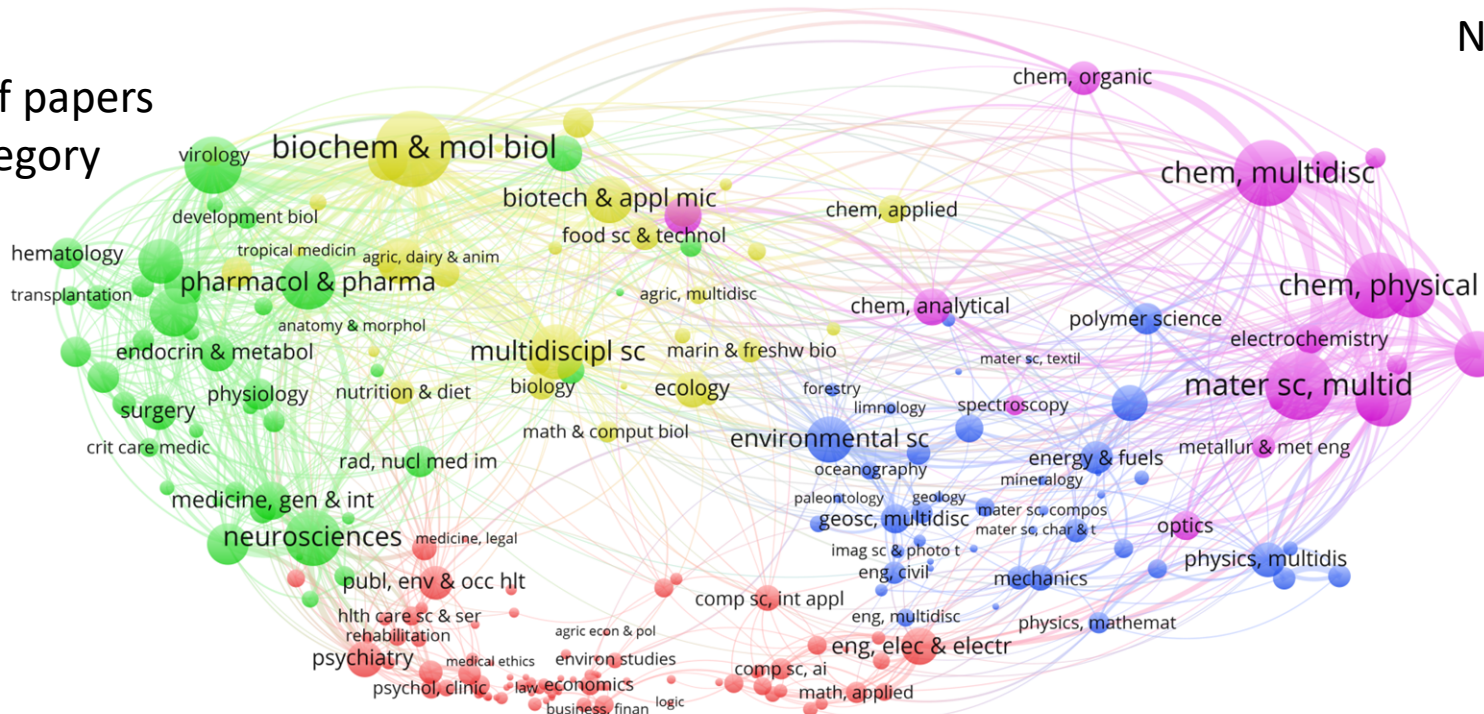 N
f papers
egory
chem, organic
virology
biochem & mol biol
chem, multidisc
biotech & appl mic
development biol
chem, applied
food sc & technol
hematology
tropical medicin
agric, dairy & anim
pharmacol & pharma
chem, physical
transplantation
agric, multidisc
chem, analytical
polymer science
anatomy & morphol
electrochemistry
endocrin & metabol
multidiscipl sc
marin & freshw bio
mater sc, textil
biology
ecology
forestry
mater sc, multid
physiology
nutrition & diet
limnology
spectroscopy
surgery
math & comput biol
environmental sc
crit care medic
metallur & met eng
rad, nucl med im
energy & fuels
oceanography
mineralogy
medicine, gen & int
paleontology
geology
mater sc, compos
geosc, multidisc
mater sc, char & t
optics
neurosciences
medicine, legal
imag sc & photo t
physics, multidis
eng, civil
mechanics
publ, env & occ hlt
comp sc, int appl
hlth care sc & ser
eng, multidisc
physics, mathemat
rehabilitation
agric econ & pol
eng, elec & electr
psychiatry
medical ethics
environ studies
comp sc, ai
psychol, clinic
law
economics
math, applied
logic
business, finan